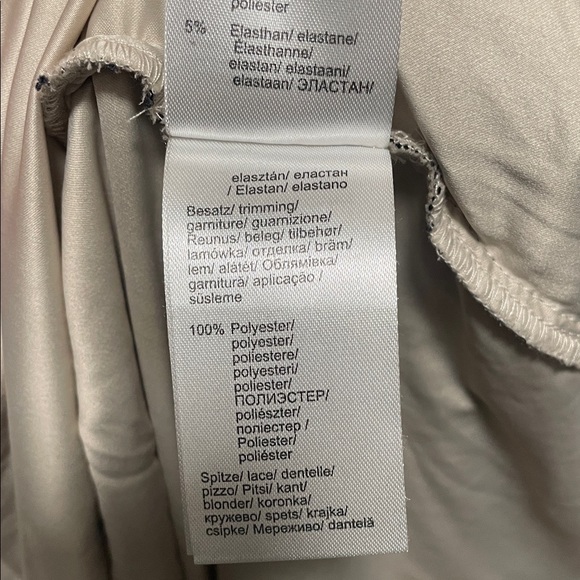 poliester
5% Elasthan/ elastane/
Élasthanne/
elastan/ elastaani/
elastaan/ ЭЛАСТАН/
elasztán/ еластан
/ Elastan/ elastano
Besatz/ trimming/
garniture/ guarnizione/
Reunus/ beleg/ tilbehør/
lamówka/ отделка/ bräm/
lem/ alátét/ Облямівка/
garnitură/ aplicação /
süsleme
100% Polyester/
polyester/
poliestere/
polyesteri/
poliester/
ПОЛИЭСТЕР/
poliészter/
поліестер /
Poliester/
poliéster
Spitze/ lace/ dentelle/
pizzo/ Pitsi/ kant/
blonder/ koronka/
кружево/ spets/ krajka/
csipke/ Мереживо/ dantelă